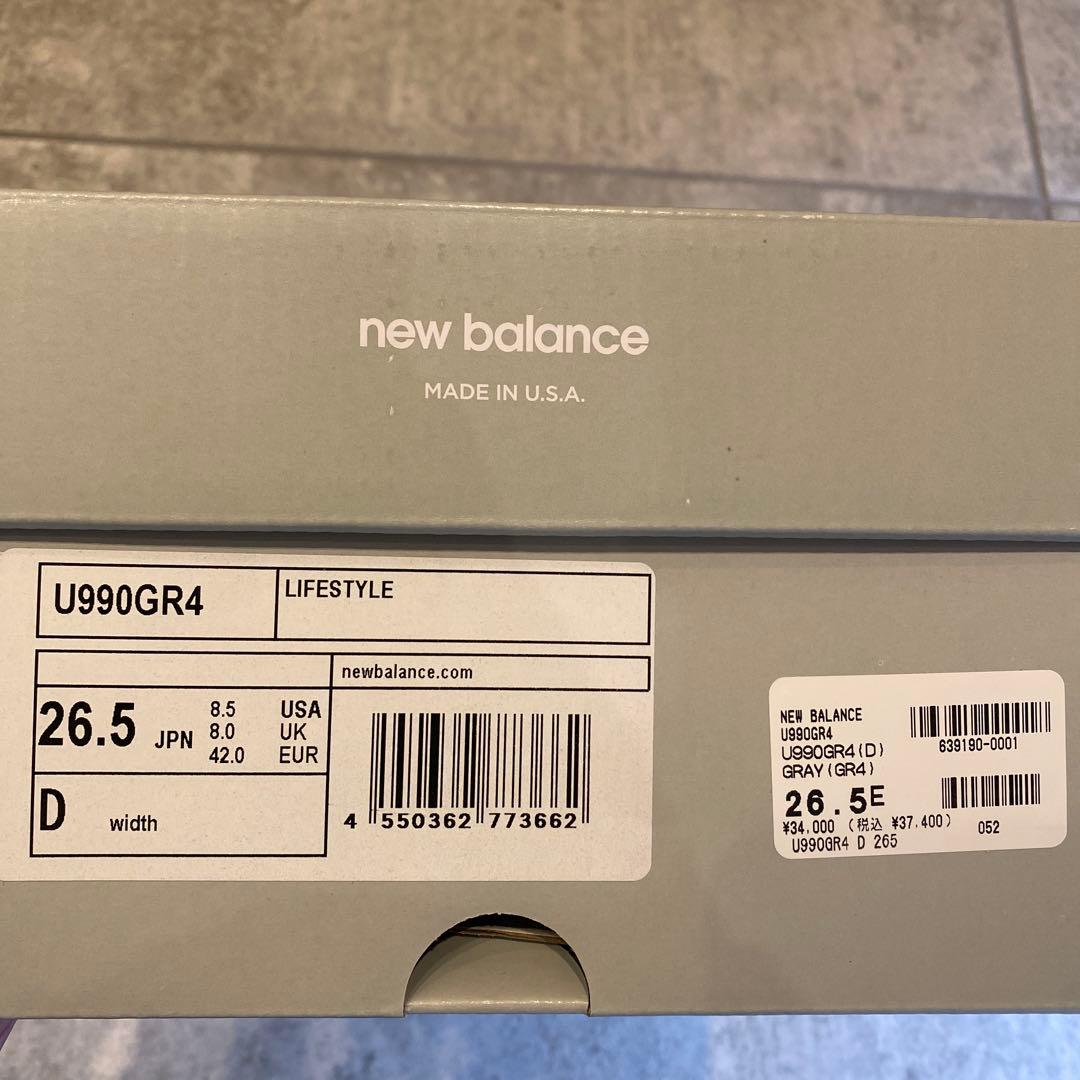 new balance
MADE IN U.S.A.
U990GR4
LIFESTYLE
newbalance.com
26.5 JPN
8.5 USA
8.0 UK
42.0 EUR
D width
4 550362 773662
NEW BALANCE
U990GR4
U990GR4(D)
GRAY(GR4)
639190-0001
26.5E
¥34,000 (税込 ¥37,400)
052
U990GR4 D 265